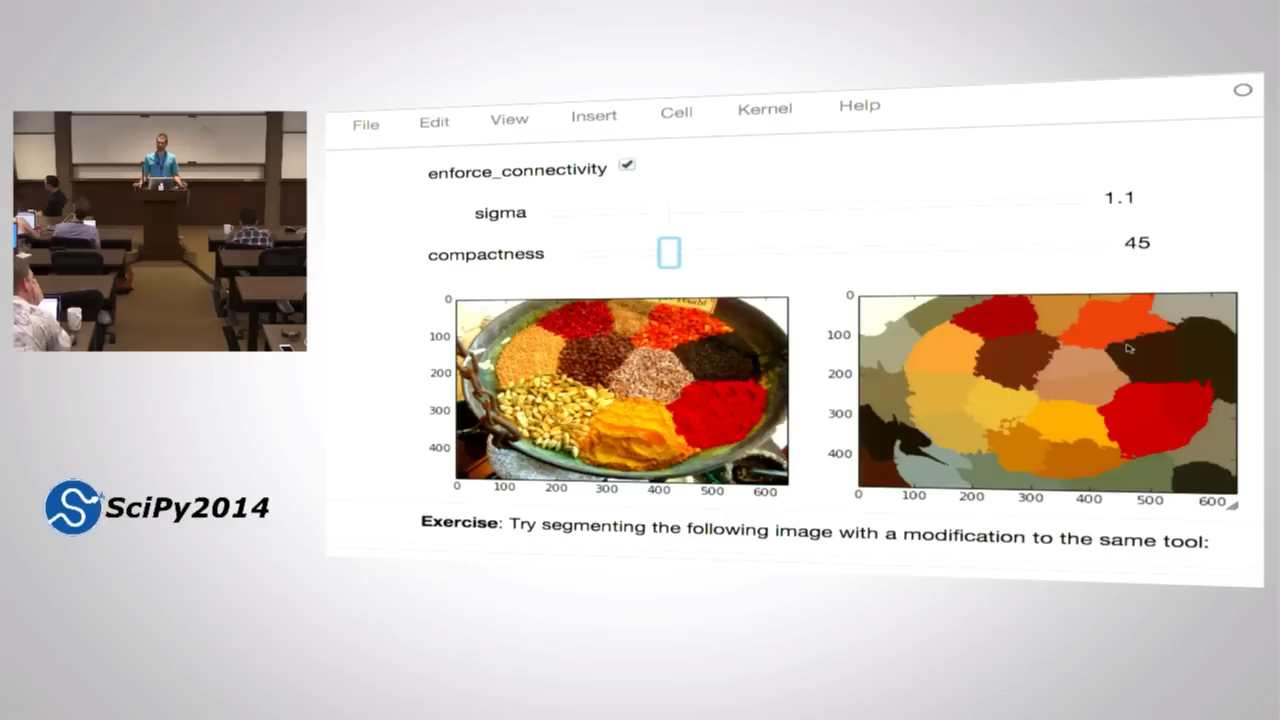 File Edit View Insert Cell Kernel Help
enforce_connectivity
sigma 1.1
compactness 45
0
100
200
300
400
0 100 200 300 400 500 600
0
100
200
300
400
0 100 200 300 400 500 600
SciPy2014
Exercise: Try segmenting the following image with a modification to the same tool: